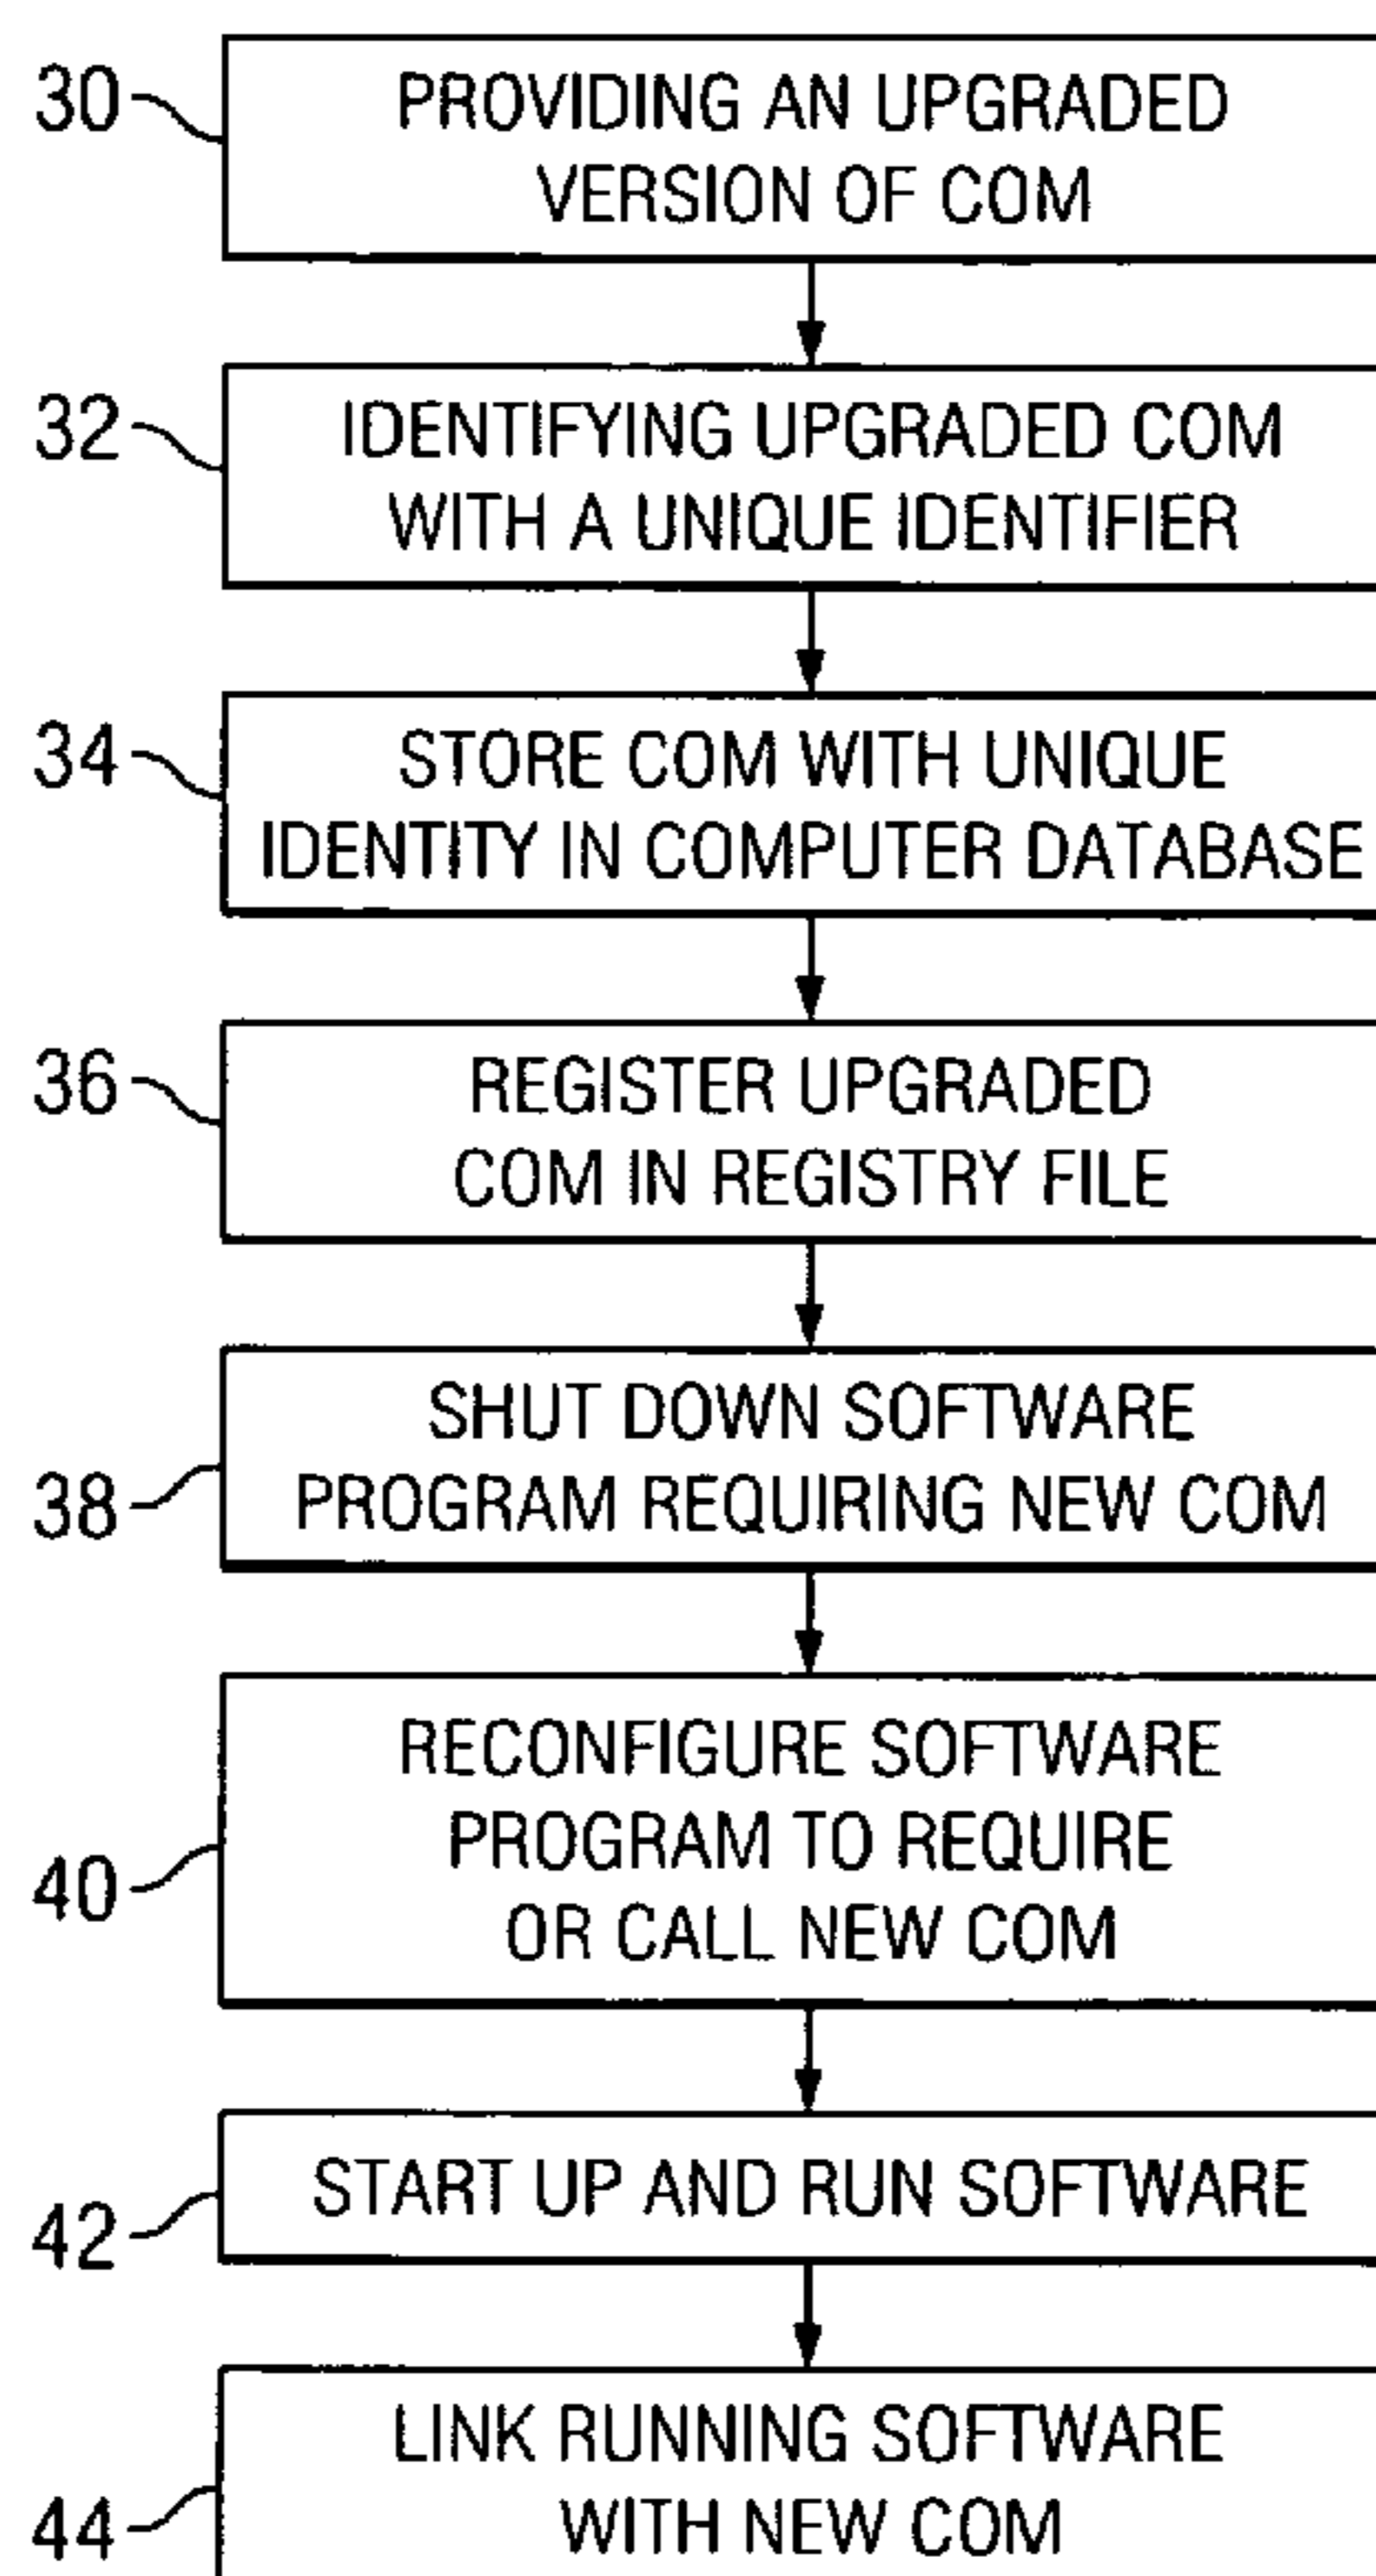 30
PROVIDING AN UPGRADED
VERSION OF COM
32
IDENTIFYING UPGRADED COM
WITH A UNIQUE IDENTIFIER
34
STORE COM WITH UNIQUE
IDENTITY IN COMPUTER DATABASE
36
REGISTER UPGRADED
COM IN REGISTRY FILE
38
SHUT DOWN SOFTWARE
PROGRAM REQUIRING NEW COM
40
RECONFIGURE SOFTWARE
PROGRAM TO REQUIRE
OR CALL NEW COM
42
START UP AND RUN SOFTWARE
44
LINK RUNNING SOFTWARE
WITH NEW COM